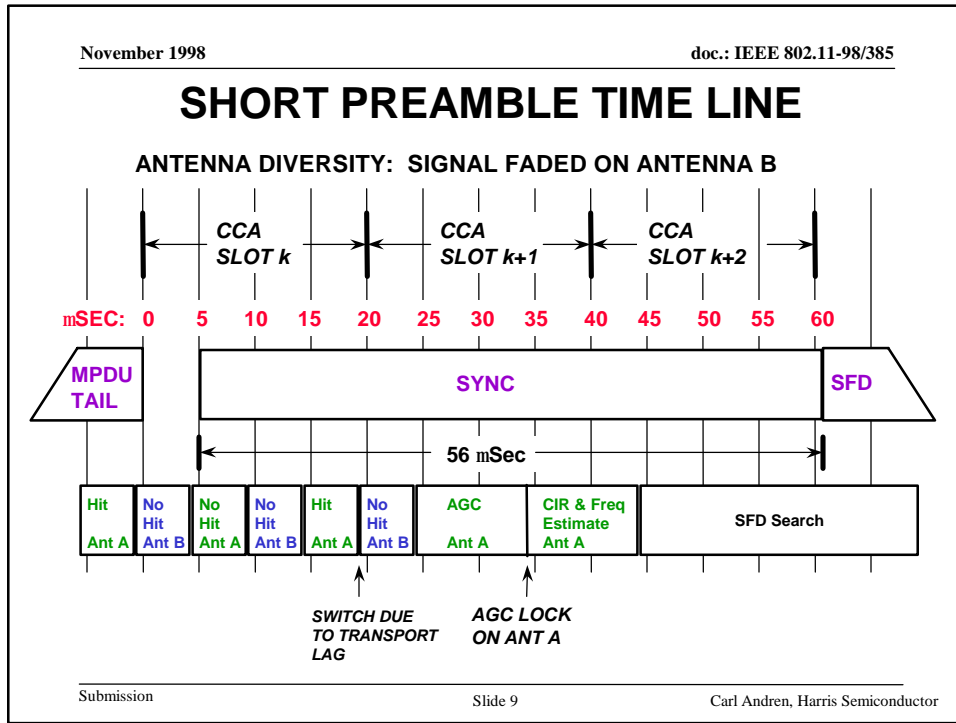 November 1998
doc.: IEEE 802.11-98/385
SHORT PREAMBLE TIME LINE
ANTENNA DIVERSITY: SIGNAL FADED ON ANTENNA B
CCA
SLOT k
CCA
SLOT k+1
CCA
SLOT k+2
mSEC: 0 5 10 15 20 25 30 35 40 45 50 55 60
MPDU
TAIL
SYNC
SFD
56 mSec
Hit
Ant A
No
Hit
Ant B
No
Hit
Ant A
No
Hit
Ant B
Hit
Ant A
No
Hit
Ant B
AGC
Ant A
CIR & Freq
Estimate
Ant A
SFD Search
SWITCH DUE
TO TRANSPORT
LAG
AGC LOCK
ON ANT A
Submission
Slide 9
Carl Andren, Harris Semiconductor